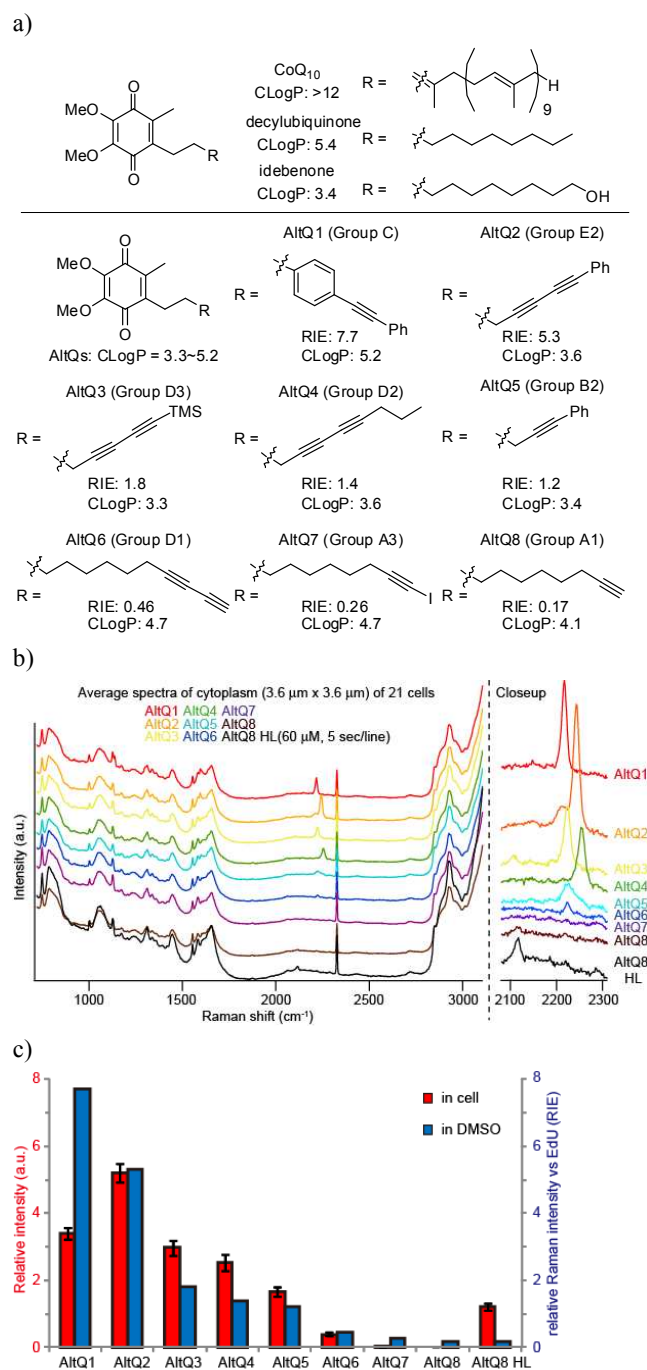 a)
CoQ10
CLogP: >12
R =
H
9
decylubiquinone
CLogP: 5.4
R =
idebenone
CLogP: 3.4
R =
OH
O
MeO
MeO
R
O
AltQ1 (Group C)
R =
Ph
RIE: 7.7
CLogP: 5.2
AltQ2 (Group E2)
R =
Ph
RIE: 5.3
CLogP: 3.6
O
MeO
MeO
R
O
AltQs: CLogP = 3.3~5.2
AltQ3 (Group D3)
TMS
R =
RIE: 1.8
CLogP: 3.3
AltQ4 (Group D2)
R =
RIE: 1.4
CLogP: 3.6
AltQ5 (Group B2)
Ph
R =
RIE: 1.2
CLogP: 3.4
AltQ6 (Group D1)
R =
RIE: 0.46
CLogP: 4.7
AltQ7 (Group A3)
R =
I
RIE: 0.26
CLogP: 4.7
AltQ8 (Group A1)
R =
RIE: 0.17
CLogP: 4.1
b)
Average spectra of cytoplasm (3.6 μm x 3.6 μm) of 21 cells
AltQ1 AltQ4 AltQ7
AltQ2 AltQ5 AltQ8
AltQ3 AltQ6 AltQ8 HL(60 μM, 5 sec/line)
Closeup
AltQ1
AltQ2
AltQ3
AltQ4
AltQ5
AltQ6
AltQ7
AltQ8
AltQ8
HL
Intensity (a.u.)
1000 1500 2000 2500 3000
2100 2200 2300
Raman shift (cm-1)
c)
8 8
6 6
4 4
2 2
0 0
in cell
in DMSO
Relative intensity (a.u.)
relative Raman intensity vs EdU (RIE)
AltQ1 AltQ2 AltQ3 AltQ4 AltQ5 AltQ6 AltQ7 AltQ8 AltQ8 HL